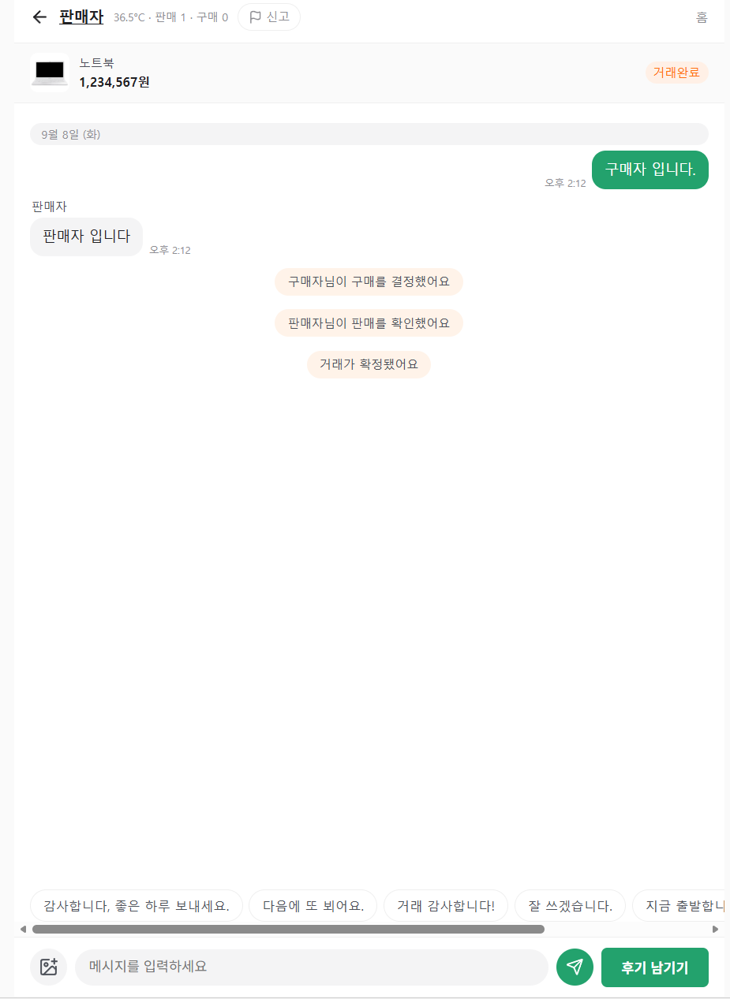 판매자 36.5°C · 판매 1 · 구매 0 신고 홈
노트북
1,234,567원
거래완료
9월 8일 (화)
구매자 입니다.
오후 2:12
판매자
판매자 입니다
오후 2:12
구매자님이 구매를 결정했어요
판매자님이 판매를 확인했어요
거래가 확정됐어요
감사합니다, 좋은 하루 보내세요. 다음에 또 뵈어요. 거래 감사합니다! 잘 쓰겠습니다. 지금 출발합니
메시지를 입력하세요 후기 남기기